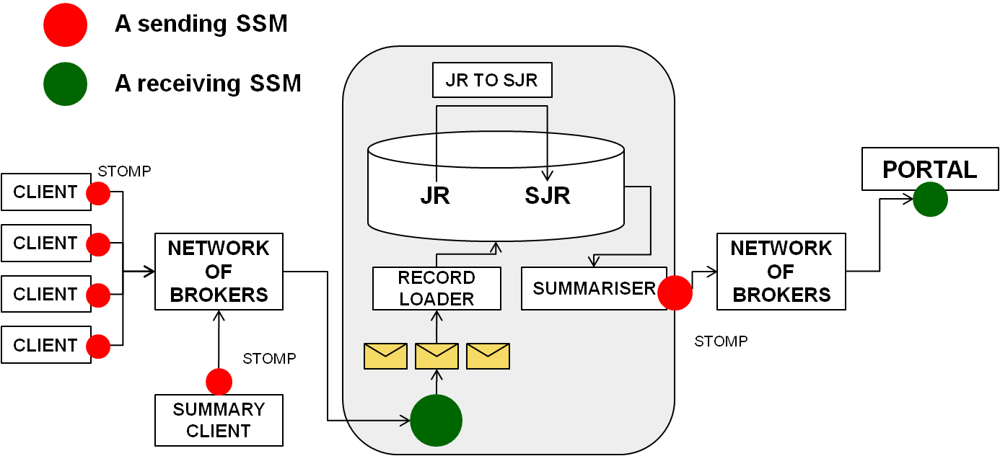 A sending SSM
A receiving SSM
JR TO SJR
JR
SJR
STOMP
CLIENT
CLIENT
CLIENT
CLIENT
NETWORK
OF
BROKERS
STOMP
SUMMARY
CLIENT
RECORD
LOADER
SUMMARISER
STOMP
NETWORK
OF
BROKERS
PORTAL